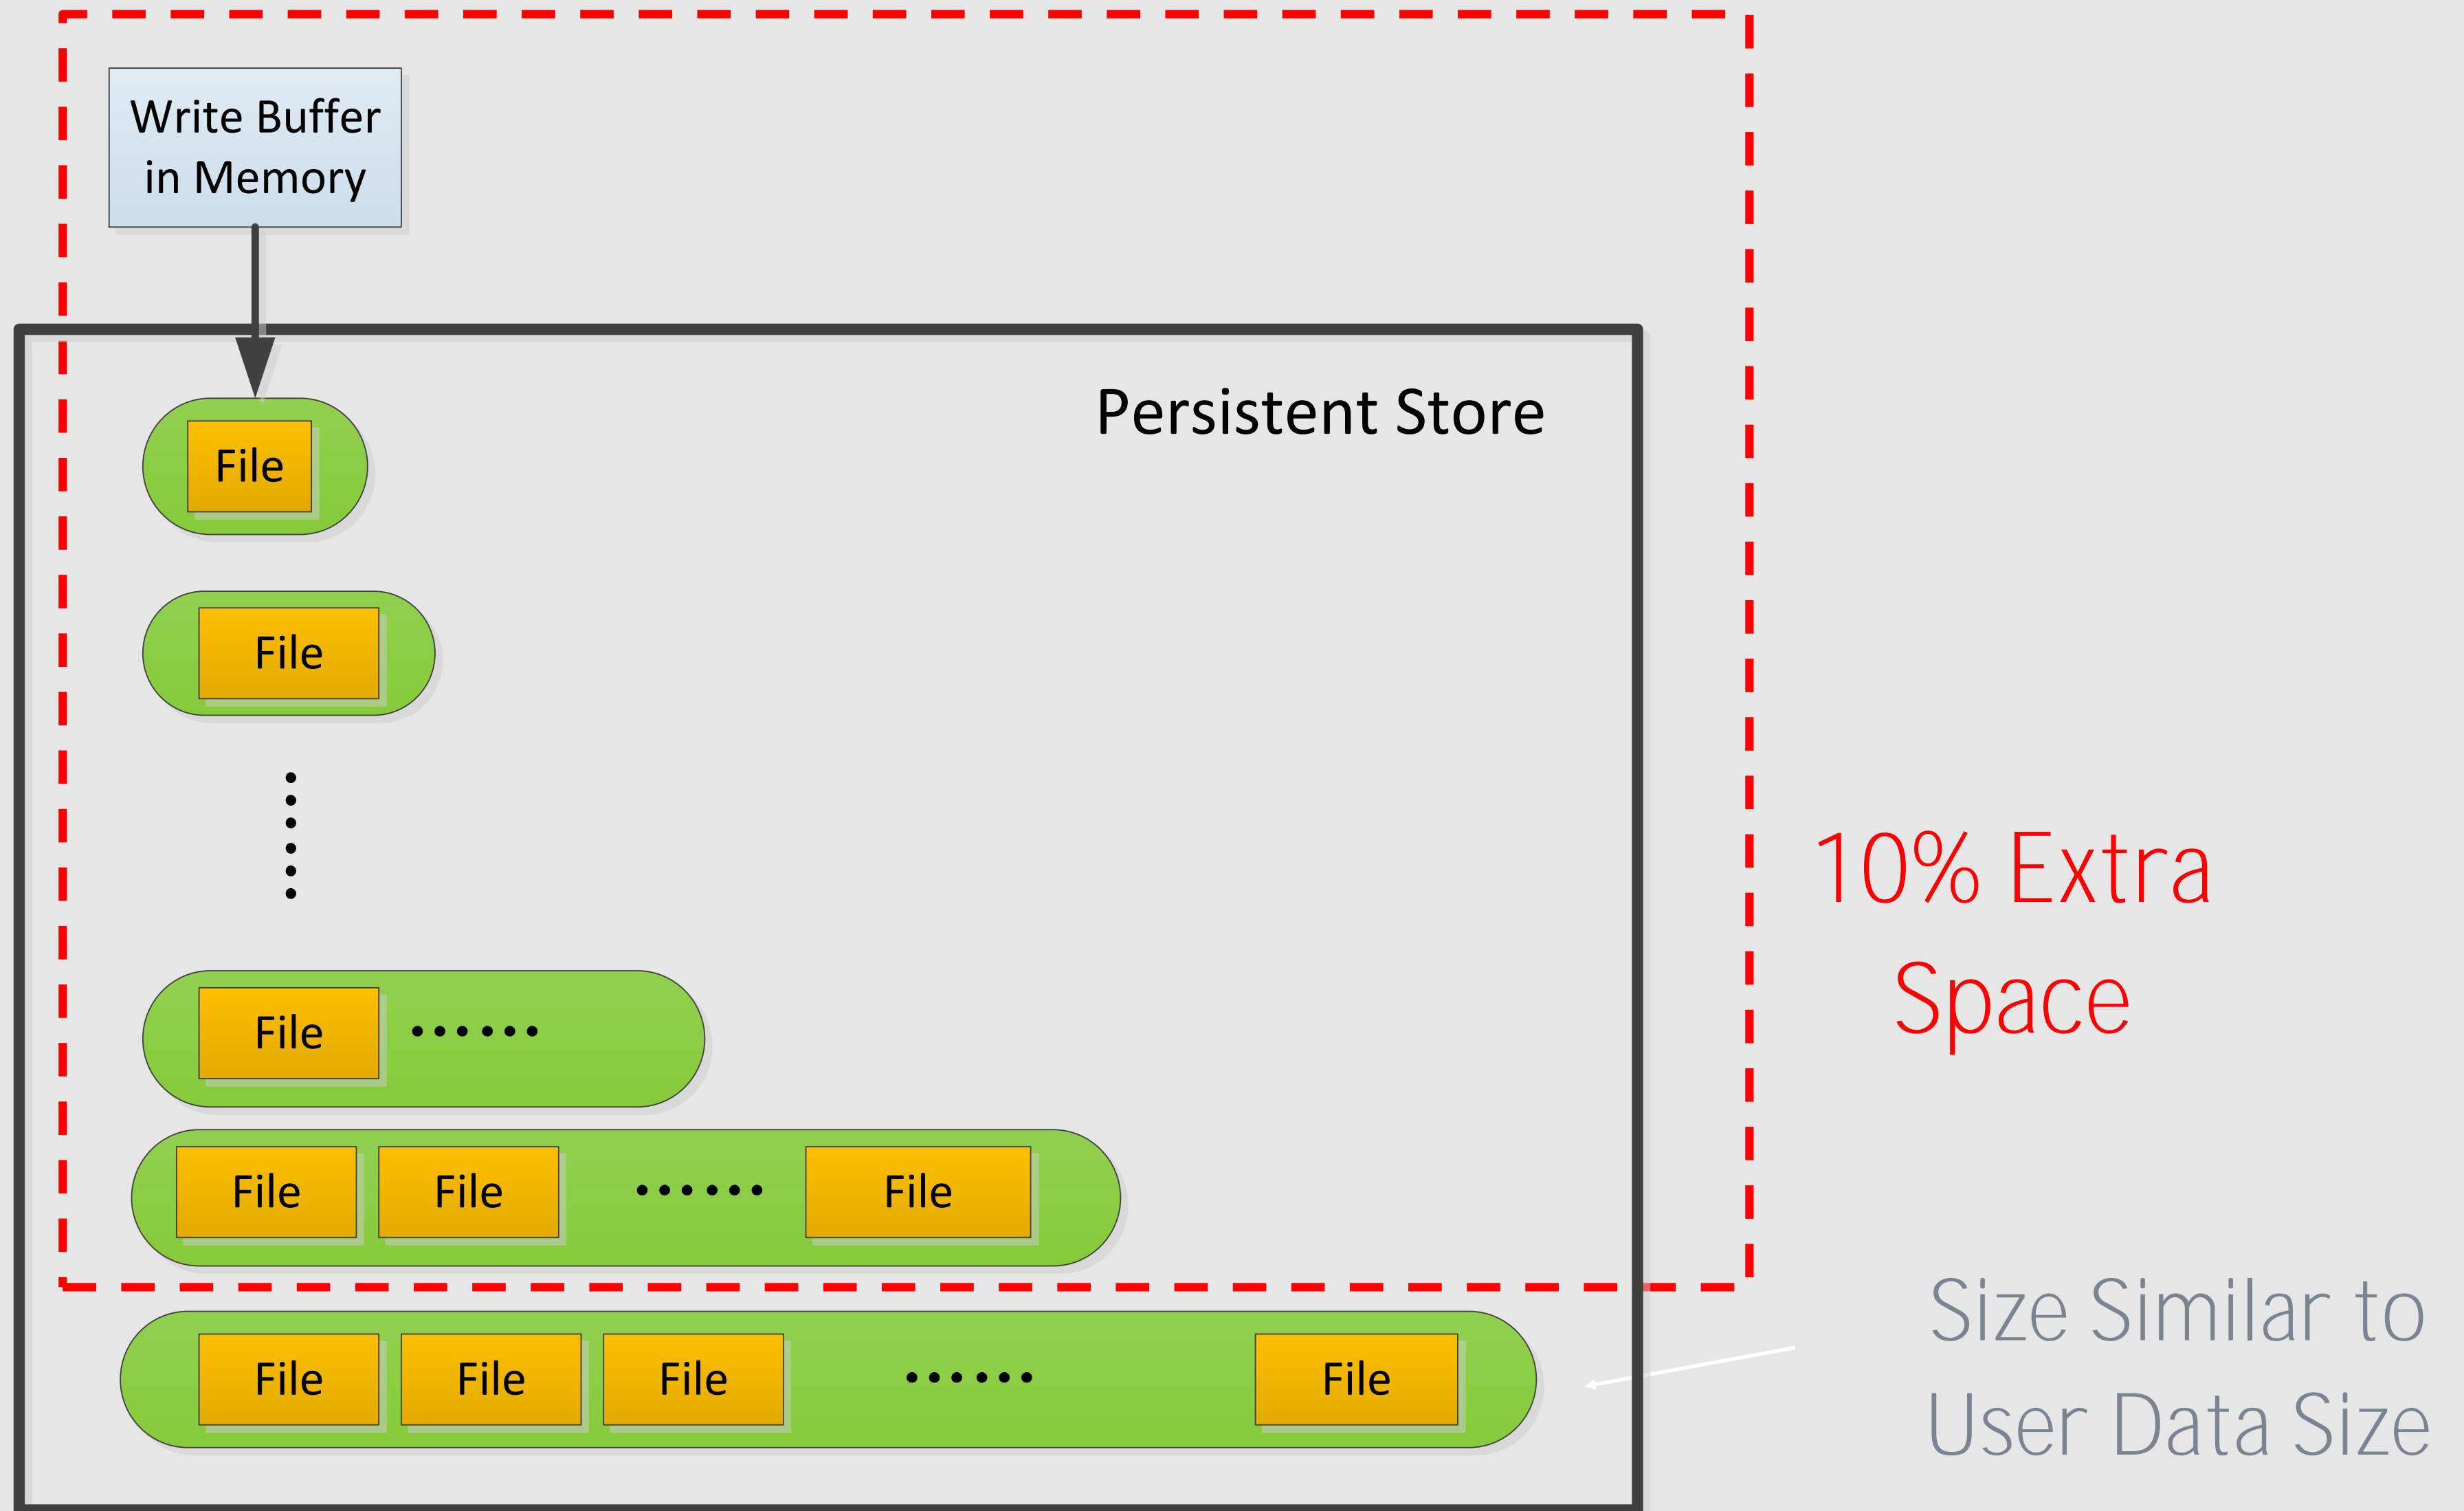 Write Buffer
in Memory
Persistent Store
File
File
File
File File File
10% Extra
Space
File File File File
Size Similar to
User Data Size